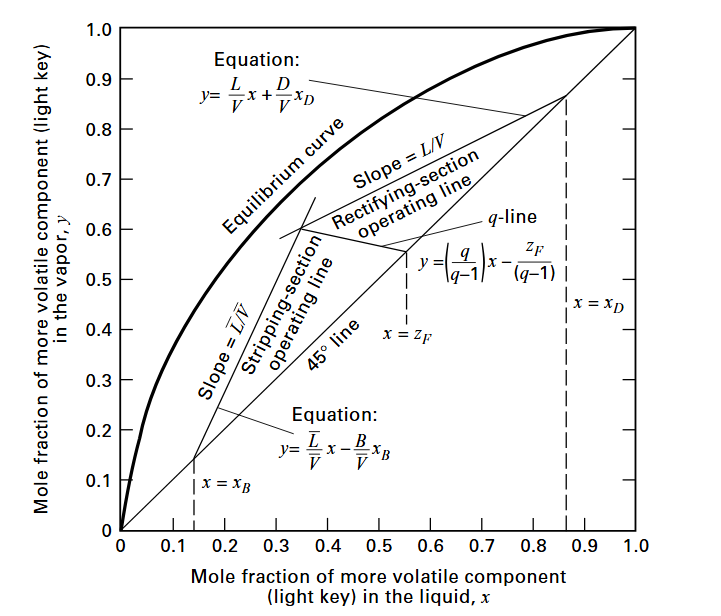 Mole fraction of more volatile component (light key)
in the vapor, y
1.0
0.9
0.8
0.7
0.6
0.5
0.4
0.3
0.2
0.1
0
Equation:
y= L/V x + D/V x_D
Equilibrium curve
Slope = L/V
Rectifying-section
operating line
q-line
y =(q/q–1)x – z_F/(q–1)
x = x_D
x = z_F
Slope = L̅/V̅
Stripping-section
operating line
45° line
Equation:
y= L̅/V̅ x – B/V̅ x_B
x = x_B
0 0.1 0.2 0.3 0.4 0.5 0.6 0.7 0.8 0.9 1.0
Mole fraction of more volatile component
(light key) in the liquid, x